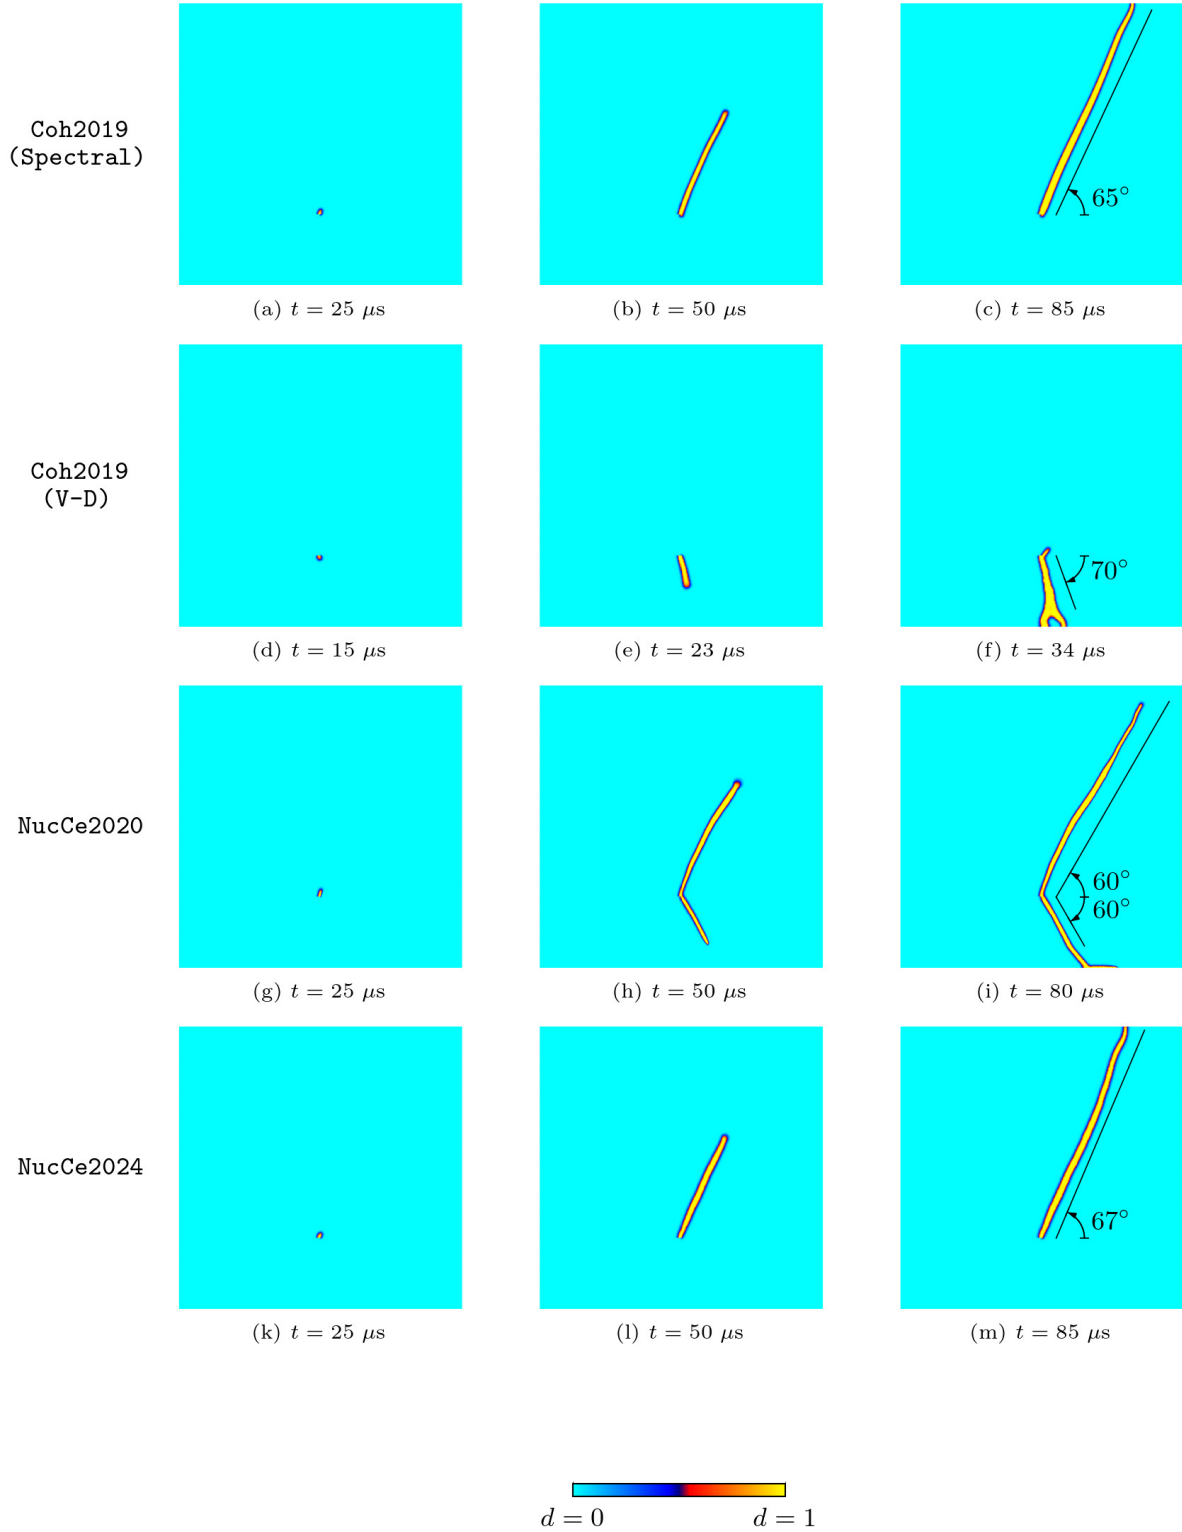 Coh2019
(Spectral)
65°
(a) t = 25 μs
(b) t = 50 μs
(c) t = 85 μs
Coh2019
(V-D)
70°
(d) t = 15 μs
(e) t = 23 μs
(f) t = 34 μs
NucCe2020
60°
60°
(g) t = 25 μs
(h) t = 50 μs
(i) t = 80 μs
NucCe2024
67°
(k) t = 25 μs
(l) t = 50 μs
(m) t = 85 μs
d = 0
d = 1